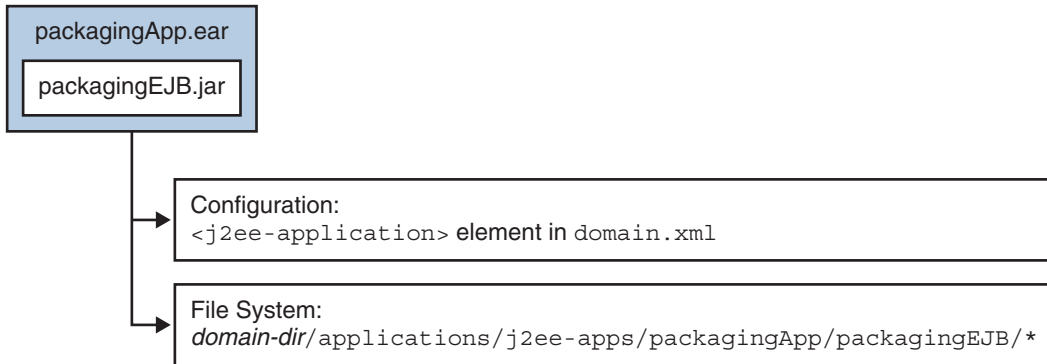 packagingApp.ear
packagingEJB.jar
Configuration:
<j2ee-application> element in domain.xml
File System:
domain-dir/applications/j2ee-apps/packagingApp/packagingEJB/*